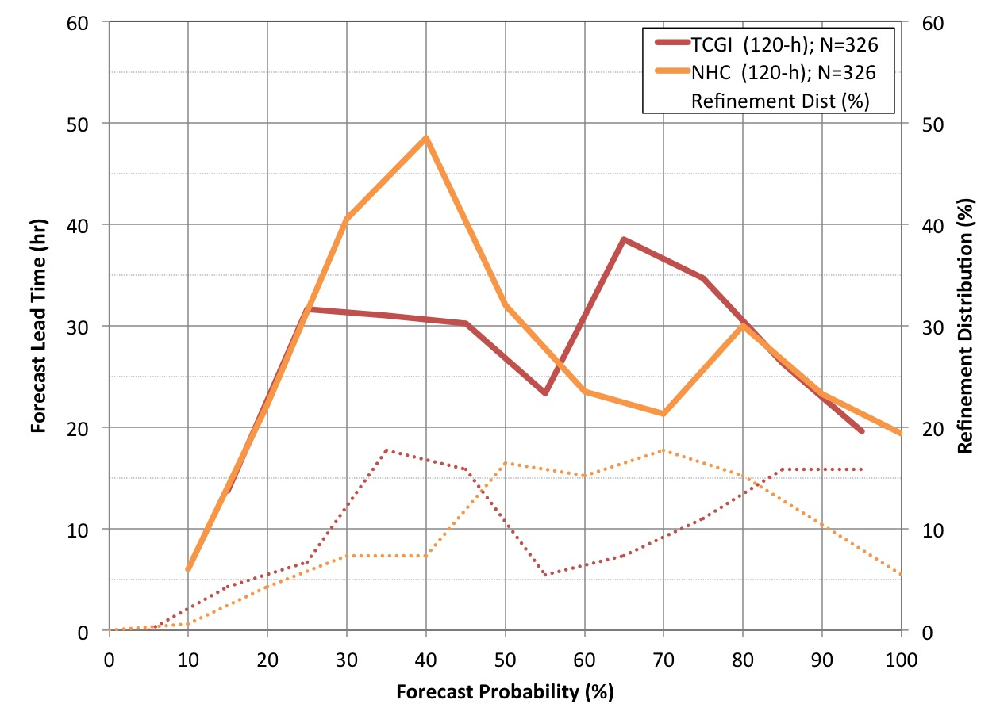 60
50
40
30
20
10
0
60
50
40
30
20
10
0
TCGI (120-h); N=326
NHC (120-h); N=326
Refinement Dist (%)
Forecast Lead Time (hr)
Refinement Distribution (%)
0 10 20 30 40 50 60 70 80 90 100
Forecast Probability (%)